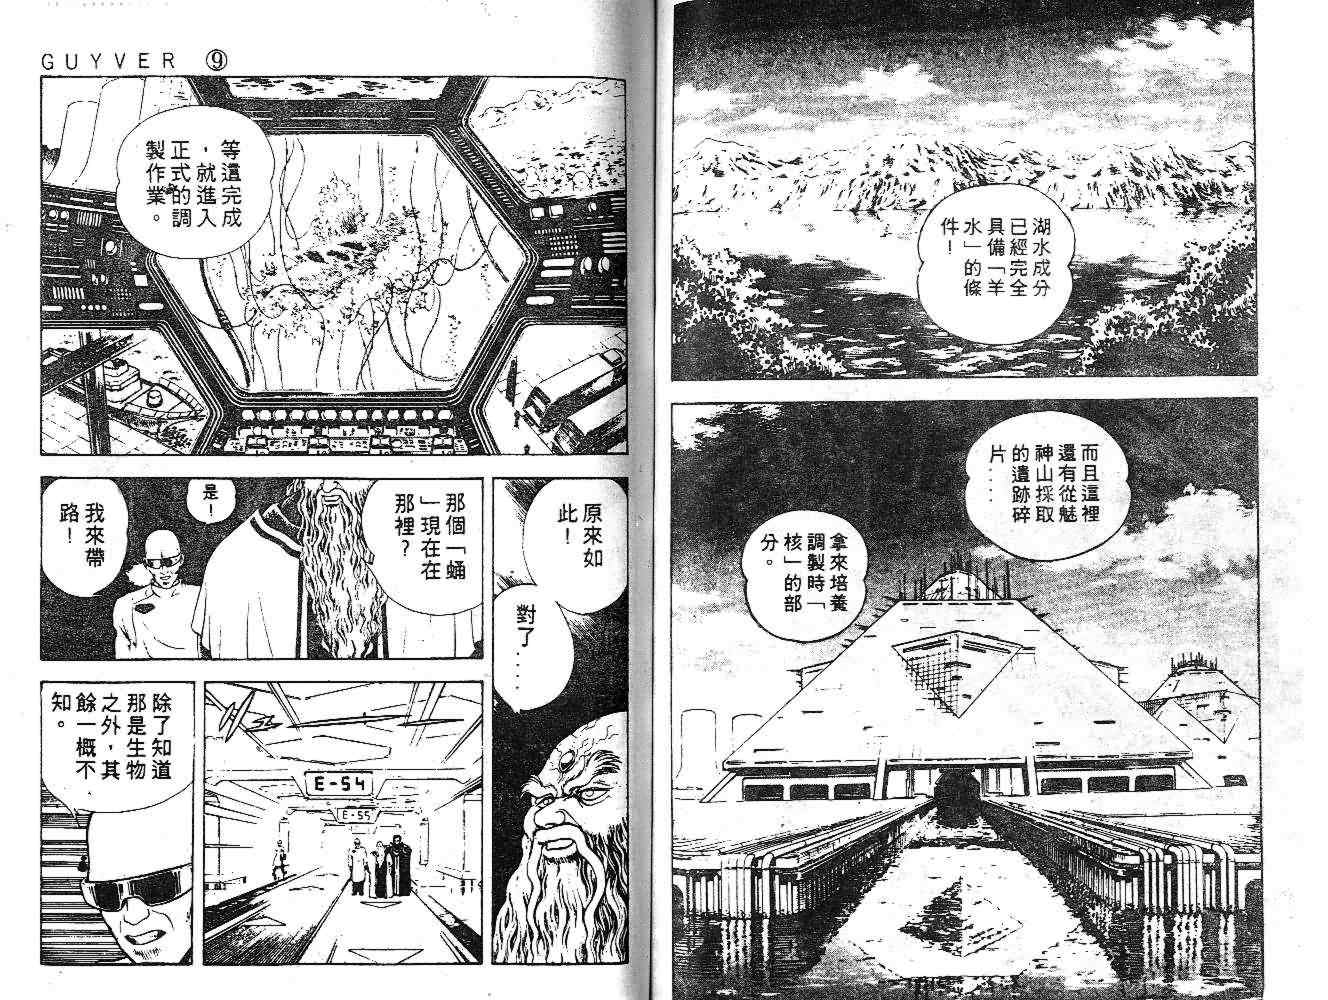 湖水成分
已經完全
具備「羊
水」的條
件！
而且這裡
還有從魅
神山採取
的遺跡碎
片……
拿來培養
調製時「
核」的部
分。
GUYVER ⑨
等這完成
，就進入
正式的調
製作業。
原來如
此！
對了……
那個「蛹
」現在在
那裡？
是！
我來帶
路！
E-54
E-55
除了知道
那是生物
之外，其
餘一概不
知。